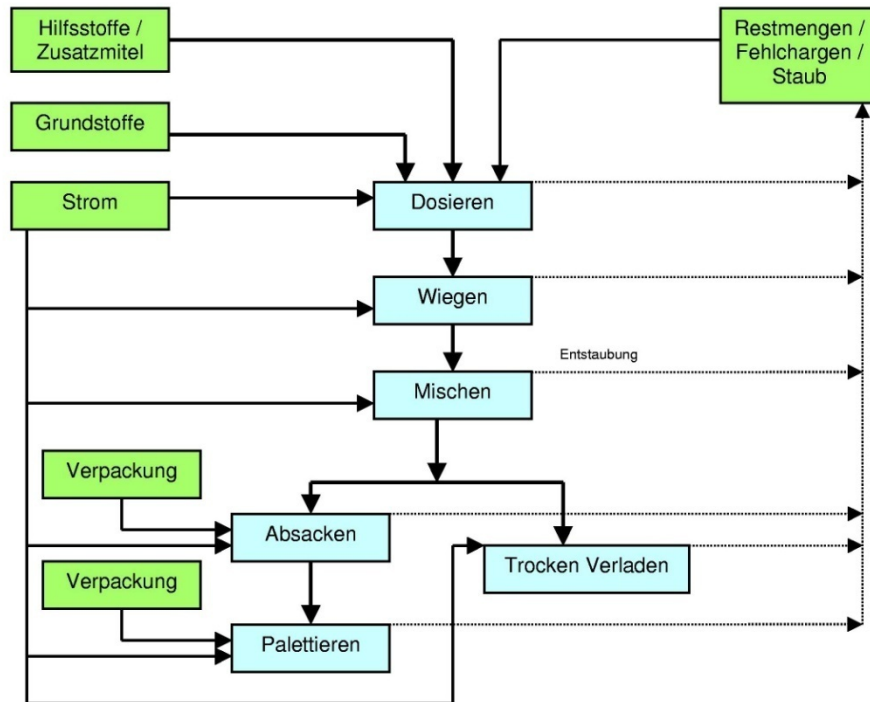 Hilfsstoffe /
Zusatzmitel
Restmengen /
Fehlchargen /
Staub
Grundstoffe
Strom
Dosieren
Wiegen
Entstaubung
Mischen
Verpackung
Absacken
Trocken Verladen
Verpackung
Palettieren